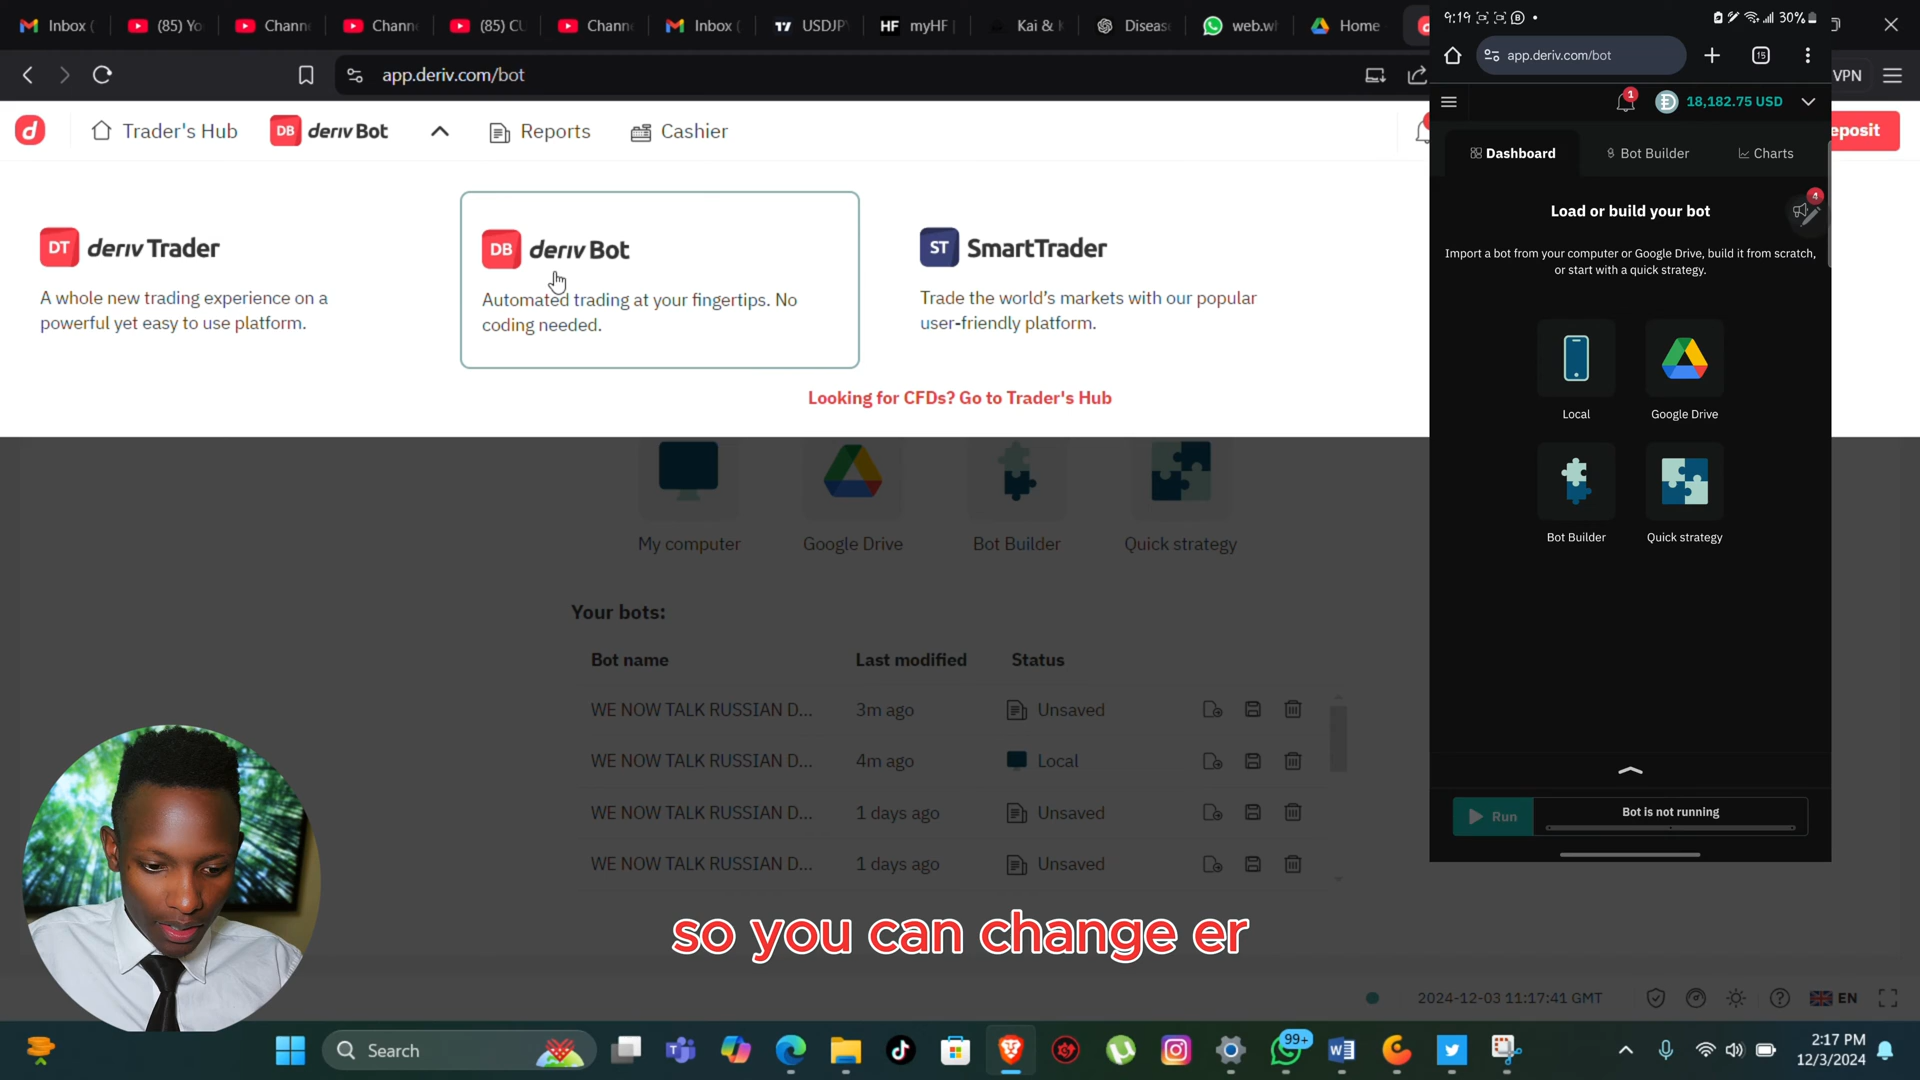 Inbox (
(85) Yo
Channe
Channe
(85) CU
Channe
Inbox (
USDJP
HF myHF
Kai &
Disease
web.wh
Home
app.deriv.com/bot
VPN
Trader's Hub
DB deriv Bot
Reports
Cashier
eposit
DT deriv Trader
A whole new trading experience on a
powerful yet easy to use platform.
DB deriv Bot
Automated trading at your fingertips. No
coding needed.
ST SmartTrader
Trade the world's markets with our popular
user-friendly platform.
Looking for CFDs? Go to Trader's Hub
My computer
Google Drive
Bot Builder
Quick strategy
Your bots:
Bot name Last modified Status
WE NOW TALK RUSSIAN D... 3m ago Unsaved
WE NOW TALK RUSSIAN D... 4m ago Local
WE NOW TALK RUSSIAN D... 1 days ago Unsaved
WE NOW TALK RUSSIAN D... 1 days ago Unsaved
9:19
30%
app.deriv.com/bot
15
1
18,182.75 USD
Dashboard
Bot Builder
Charts
4
Load or build your bot
Import a bot from your computer or Google Drive, build it from scratch,
or start with a quick strategy.
Local
Google Drive
Bot Builder
Quick strategy
Run
Bot is not running
so you can change er
2024-12-03 11:17:41 GMT
EN
Search
99+
2:17 PM
12/3/2024